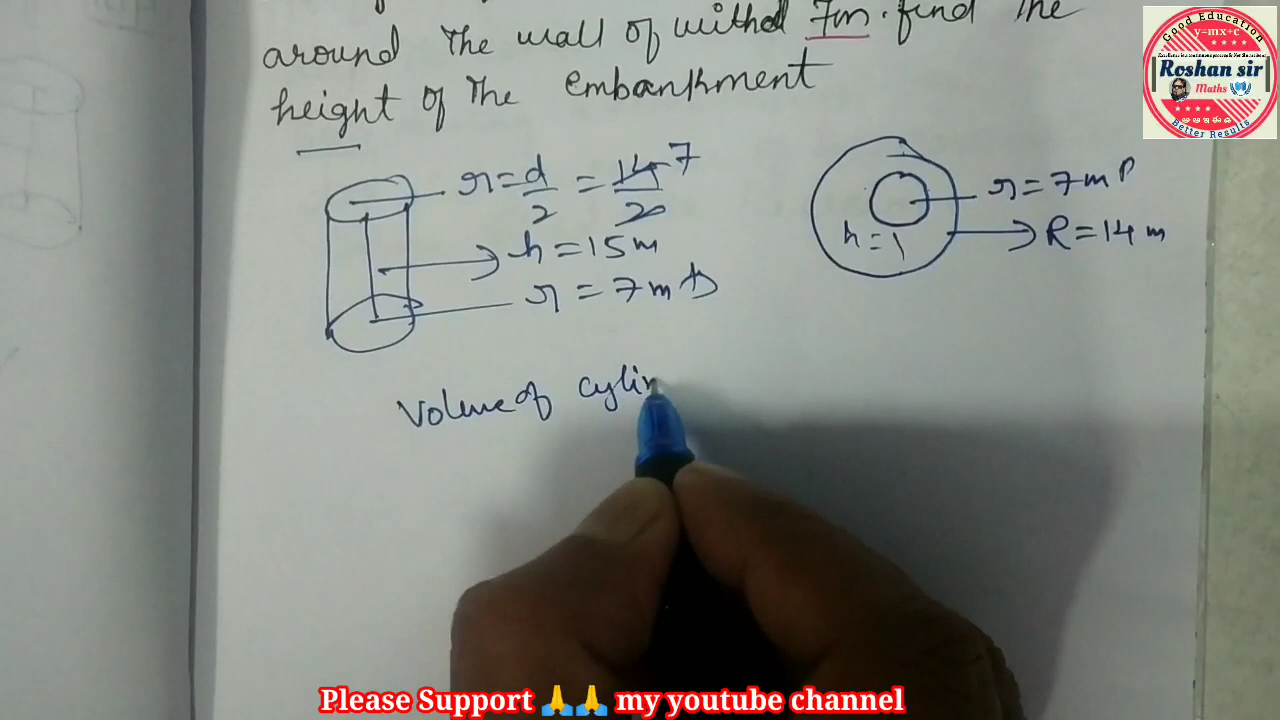 around The wall of withd 7m. find The
height of The embankment
r = d/2 = 14/2 7
h = 15 m
r = 7 m
r = 7 m
h = 1
R = 14 m
Volume of cylin
Good Education
y=mx+c
Roshan sir
Maths
Better Results
Please Support 🙏🙏 my youtube channel